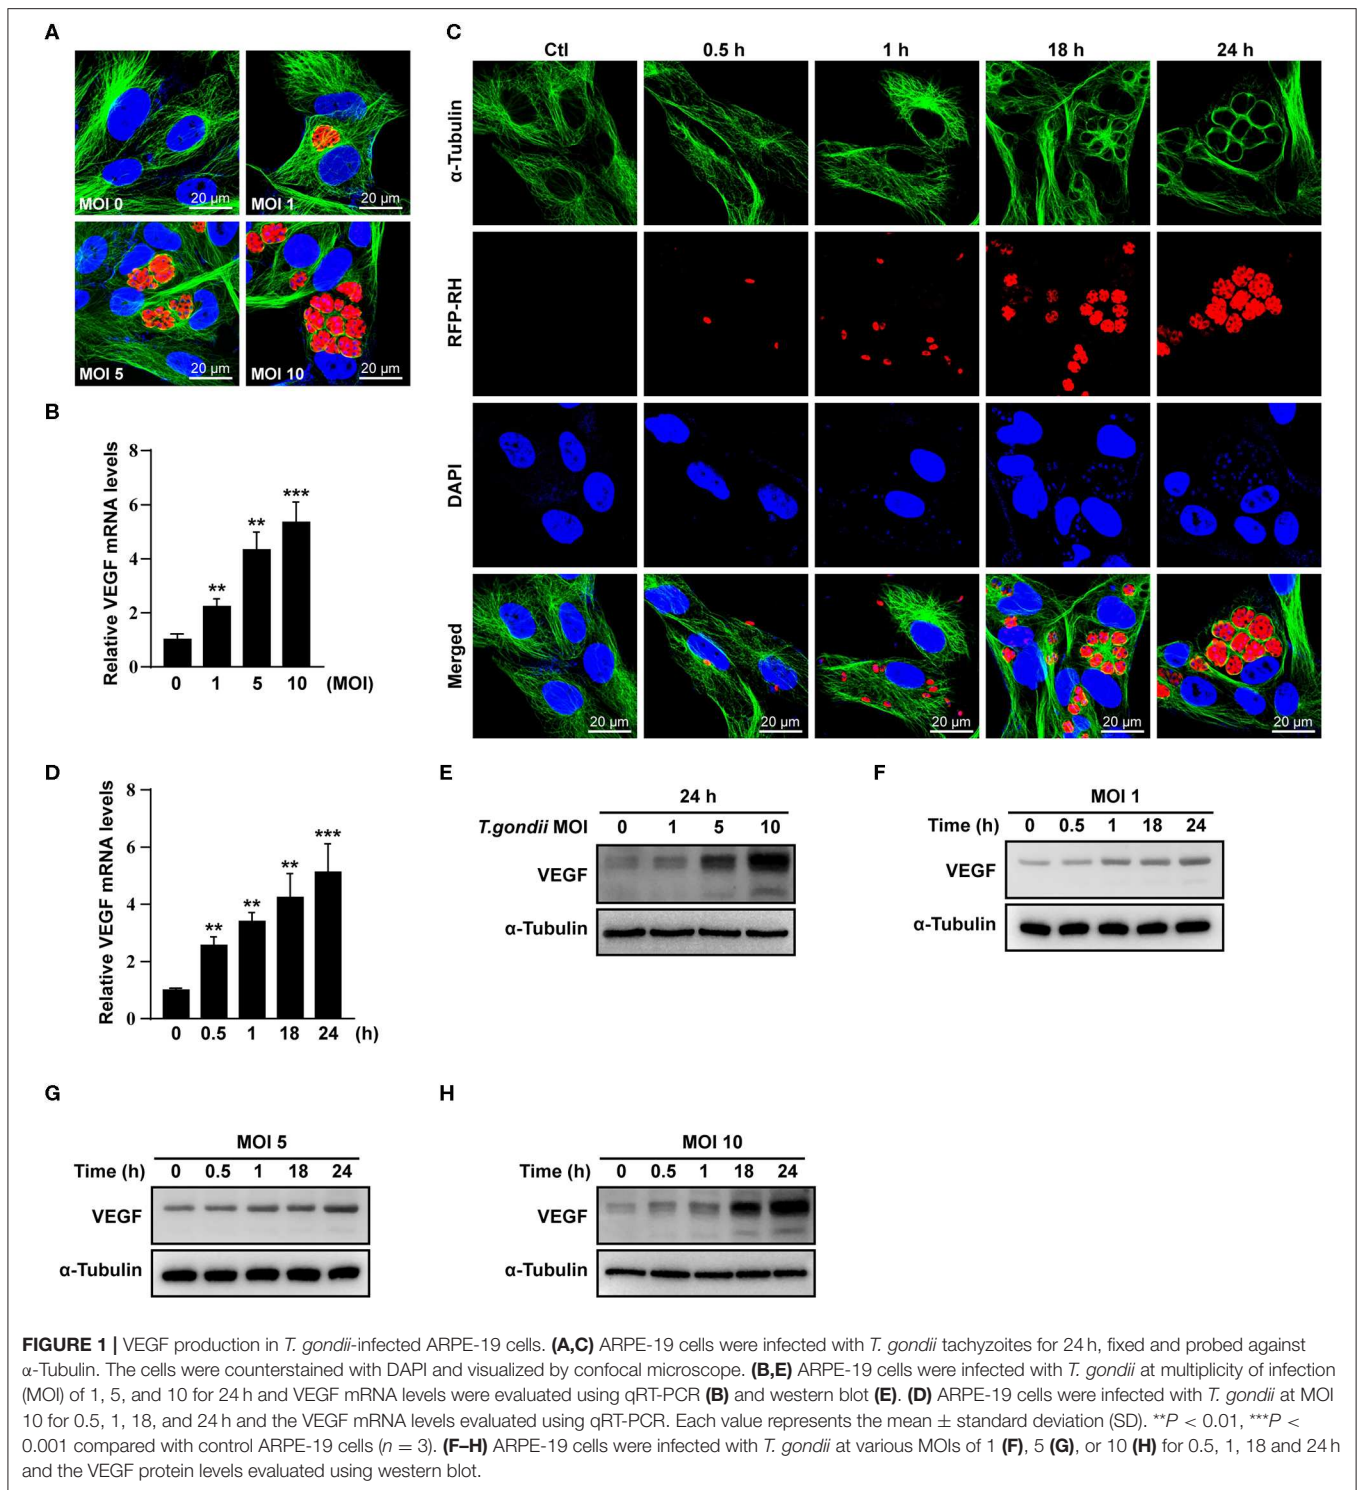 A
MOI 0
20 μm
MOI 1
20 μm
MOI 5
20 μm
MOI 10
20 μm
B
Relative VEGF mRNA levels
8
6
4
2
0
**
**
***
0 1 5 10 (MOI)
C
Ctl 0.5 h 1 h 18 h 24 h
α-Tubulin
RFP-RH
DAPI
Merged
20 μm 20 μm 20 μm 20 μm 20 μm
D
Relative VEGF mRNA levels
8
6
4
2
0
**
**
**
***
0 0.5 1 18 24 (h)
E
24 h
T.gondii MOI 0 1 5 10
VEGF
α-Tubulin
F
MOI 1
Time (h) 0 0.5 1 18 24
VEGF
α-Tubulin
G
MOI 5
Time (h) 0 0.5 1 18 24
VEGF
α-Tubulin
H
MOI 10
Time (h) 0 0.5 1 18 24
VEGF
α-Tubulin
FIGURE 1 | VEGF production in T. gondii-infected ARPE-19 cells. (A,C) ARPE-19 cells were infected with T. gondii tachyzoites for 24 h, fixed and probed against
α-Tubulin. The cells were counterstained with DAPI and visualized by confocal microscope. (B,E) ARPE-19 cells were infected with T. gondii at multiplicity of infection
(MOI) of 1, 5, and 10 for 24 h and VEGF mRNA levels were evaluated using qRT-PCR (B) and western blot (E). (D) ARPE-19 cells were infected with T. gondii at MOI
10 for 0.5, 1, 18, and 24 h and the VEGF mRNA levels evaluated using qRT-PCR. Each value represents the mean ± standard deviation (SD). **P < 0.01, ***P <
0.001 compared with control ARPE-19 cells (n = 3). (F–H) ARPE-19 cells were infected with T. gondii at various MOIs of 1 (F), 5 (G), or 10 (H) for 0.5, 1, 18 and 24 h
and the VEGF protein levels evaluated using western blot.